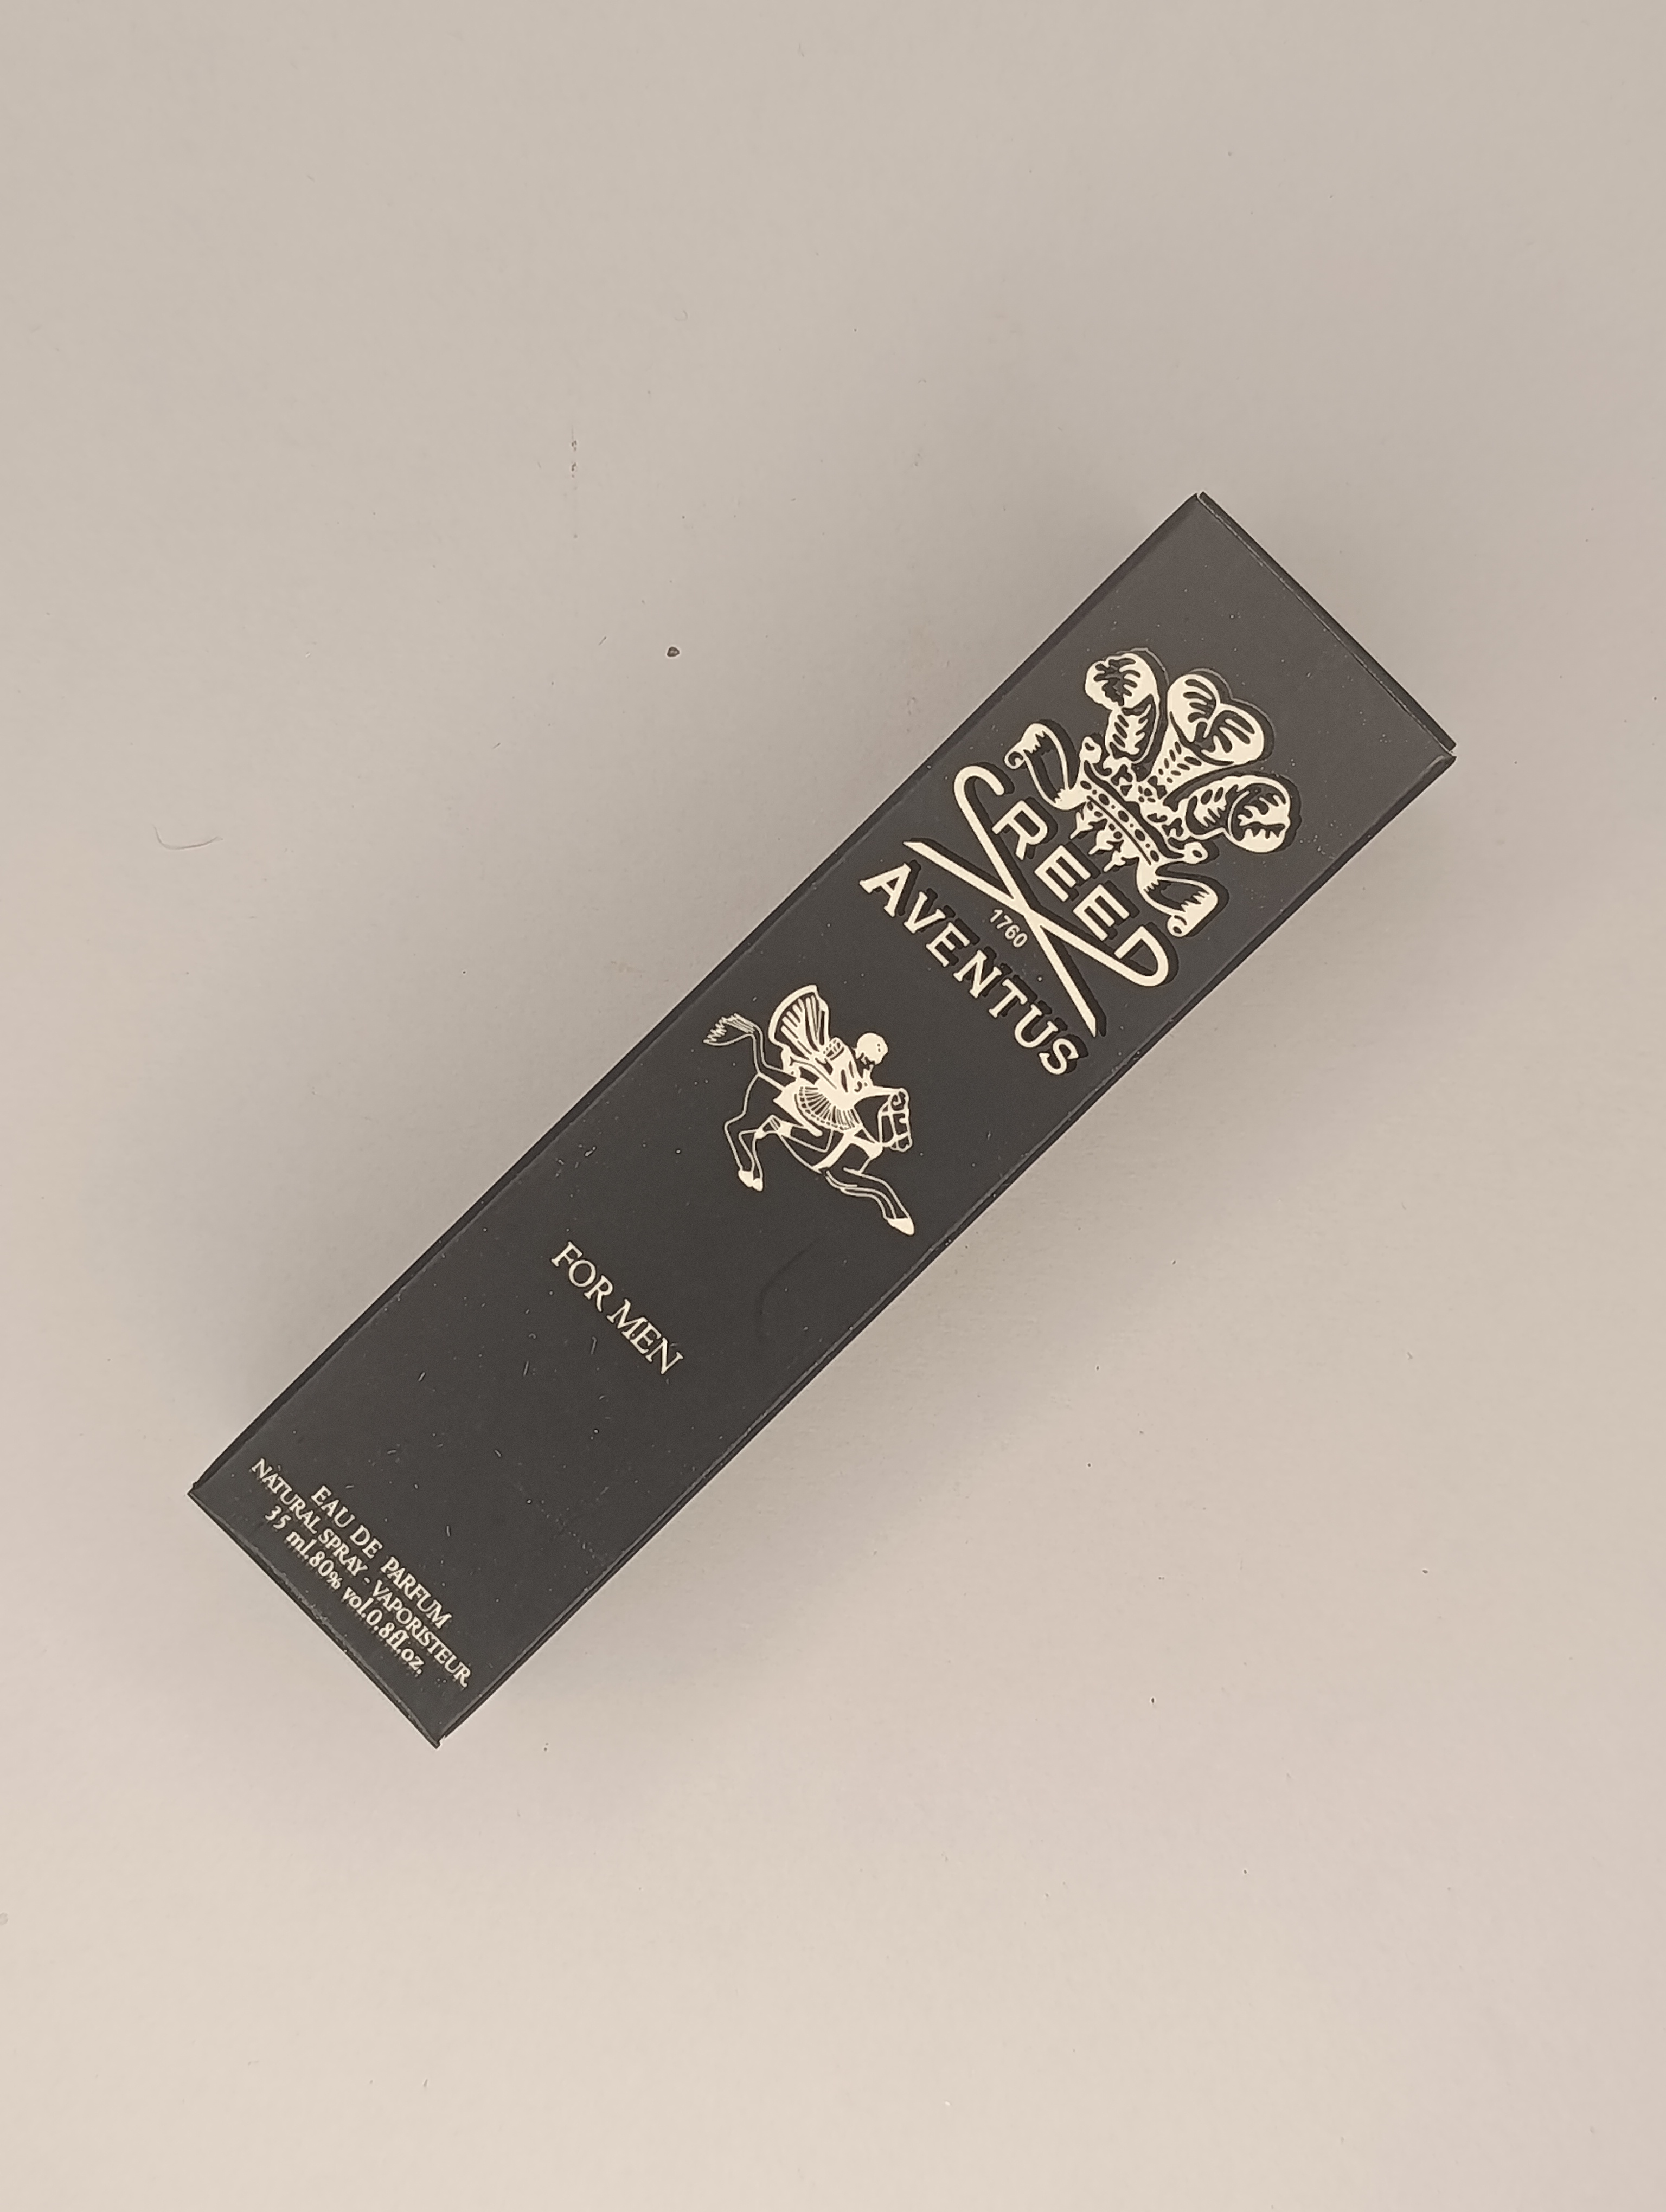 CREED
1760
AVENTUS
FOR MEN
EAU DE PARFUM
NATURAL SPRAY - VAPORISTEUR
35 ml.80% vol.0.8fl.oz.